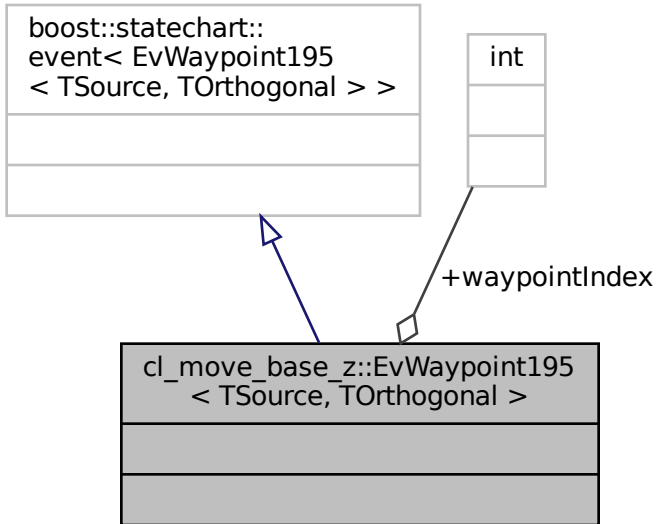 boost::statechart::
event< EvWaypoint195
< TSource, TOrthogonal > >
int
+waypointIndex
cl_move_base_z::EvWaypoint195
< TSource, TOrthogonal >